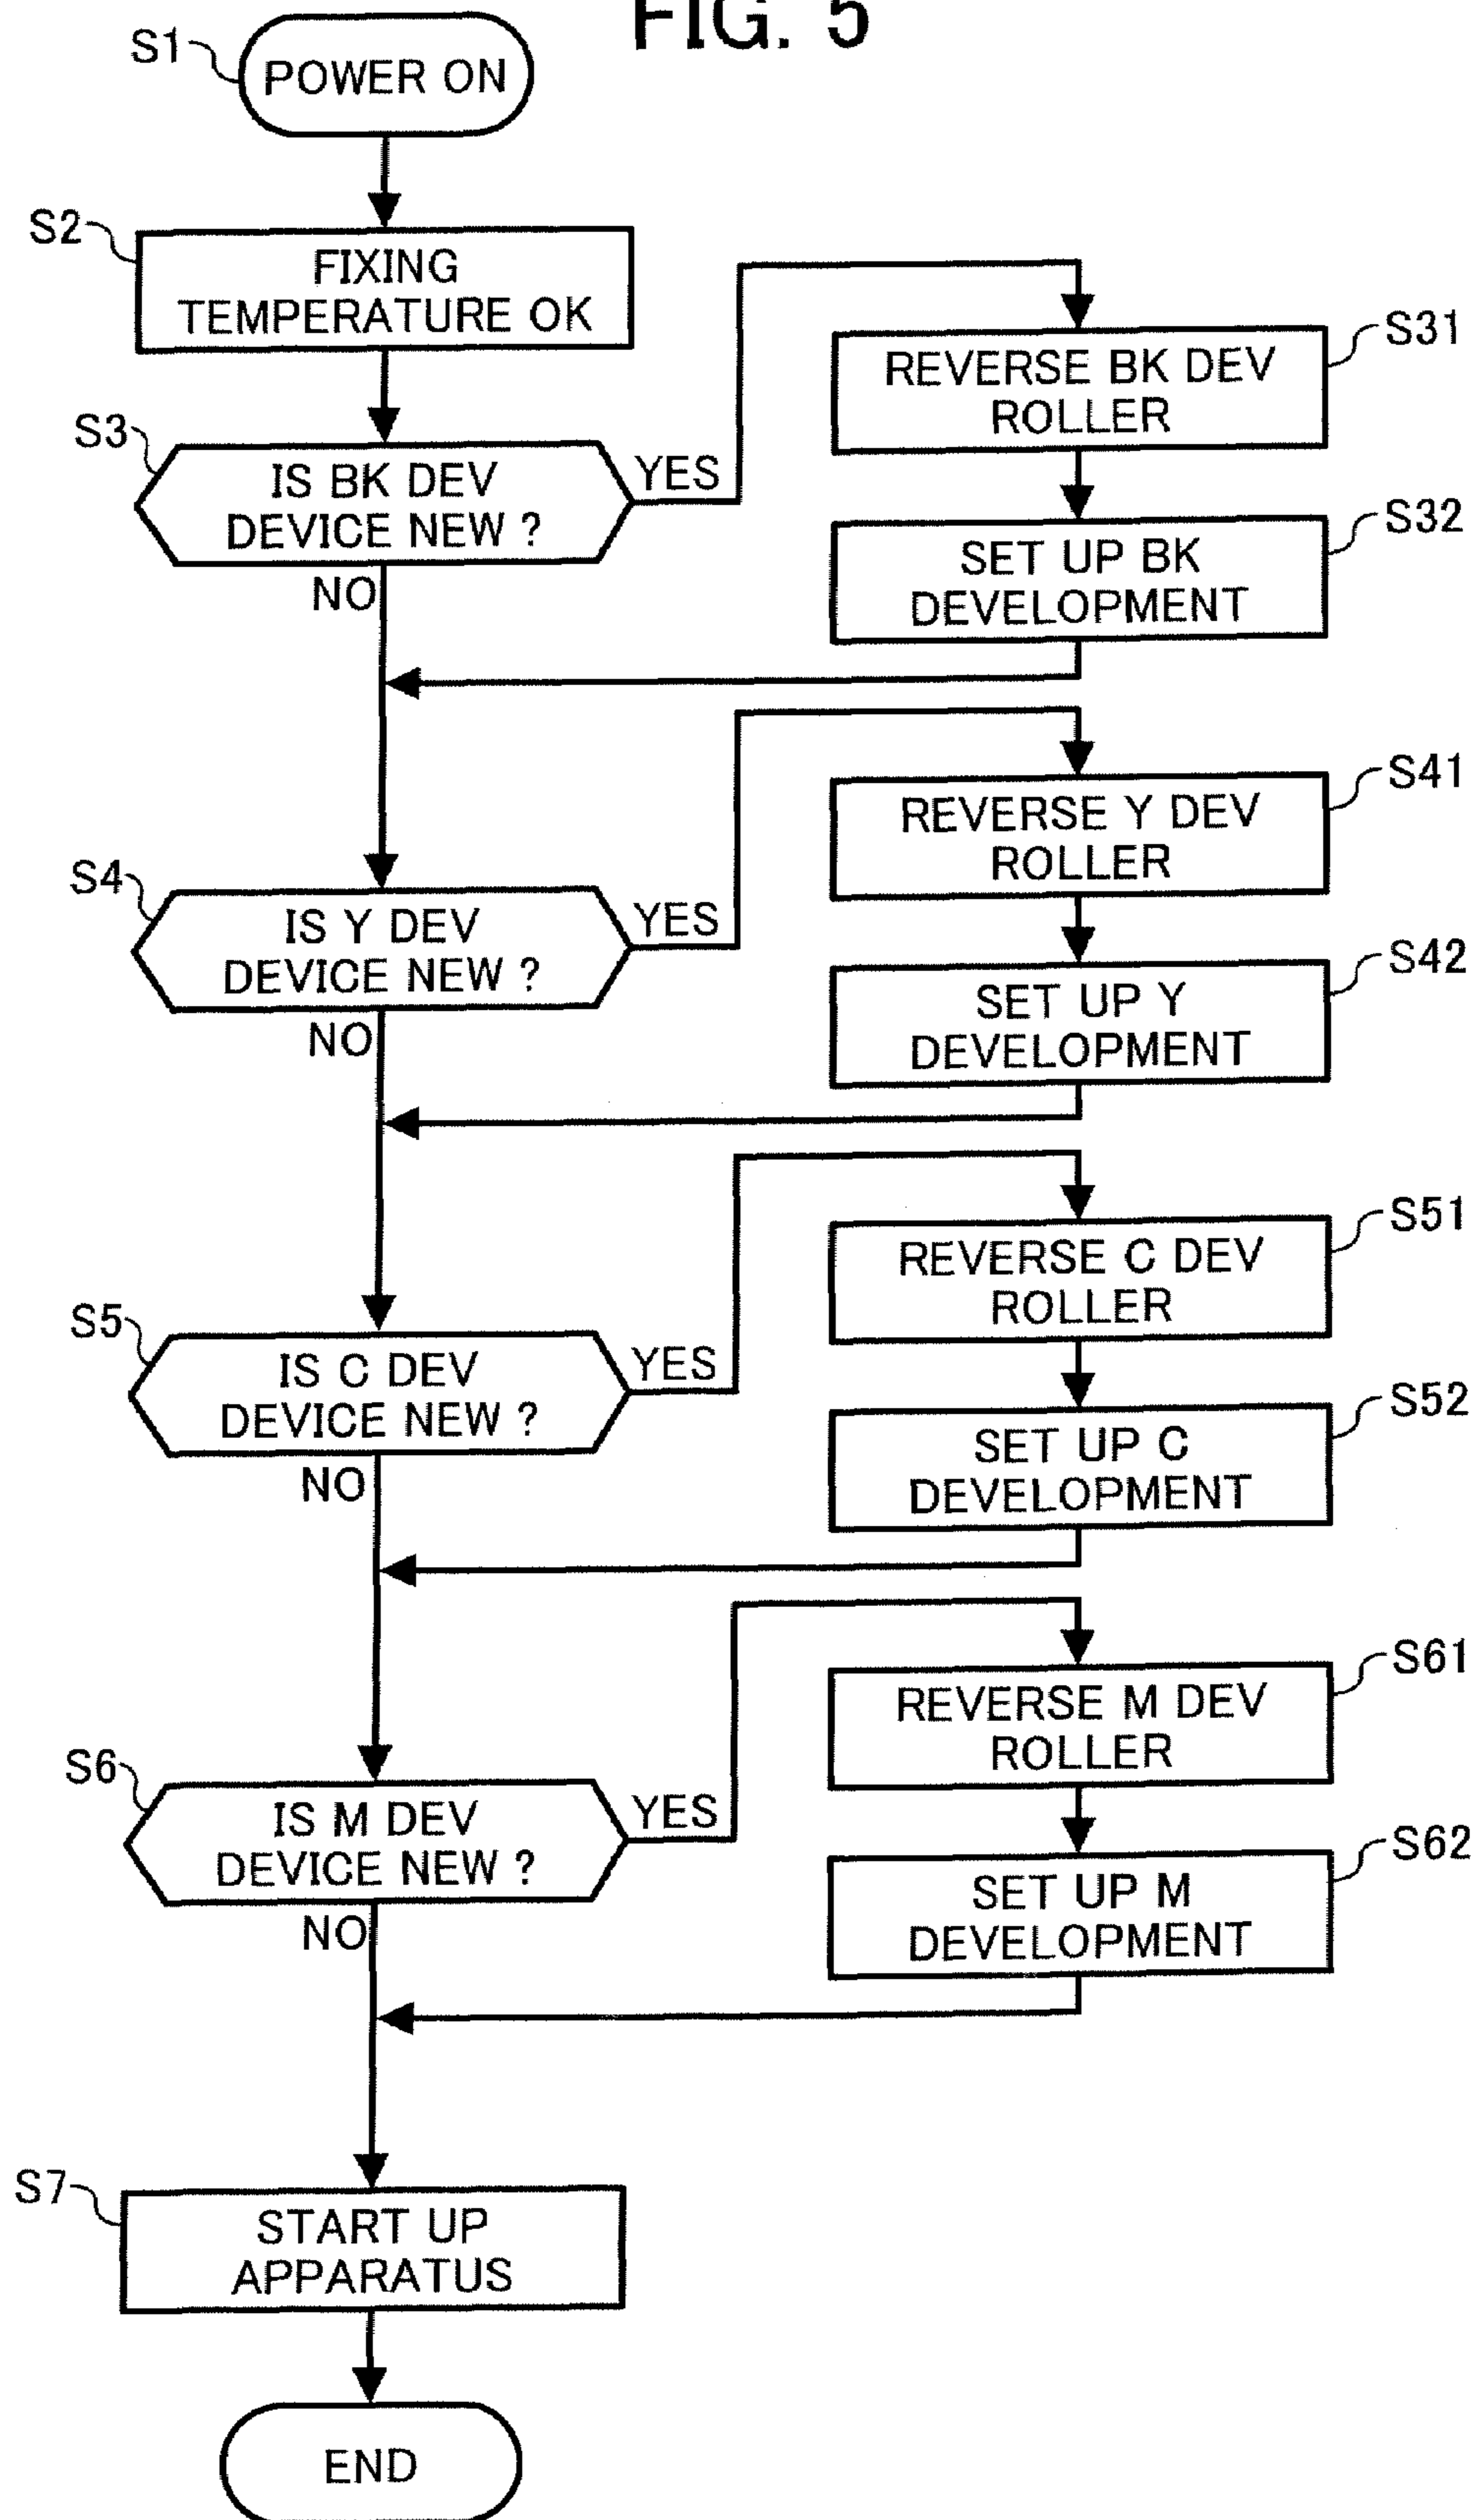 FIG. 5
S1
POWER ON
S2
FIXING
TEMPERATURE OK
S31
REVERSE BK DEV
ROLLER
S3
IS BK DEV
DEVICE NEW ?
YES
NO
S32
SET UP BK
DEVELOPMENT
S41
REVERSE Y DEV
ROLLER
S4
IS Y DEV
DEVICE NEW ?
YES
NO
S42
SET UP Y
DEVELOPMENT
S51
REVERSE C DEV
ROLLER
S5
IS C DEV
DEVICE NEW ?
YES
NO
S52
SET UP C
DEVELOPMENT
S61
REVERSE M DEV
ROLLER
S6
IS M DEV
DEVICE NEW ?
YES
NO
S62
SET UP M
DEVELOPMENT
S7
START UP
APPARATUS
END